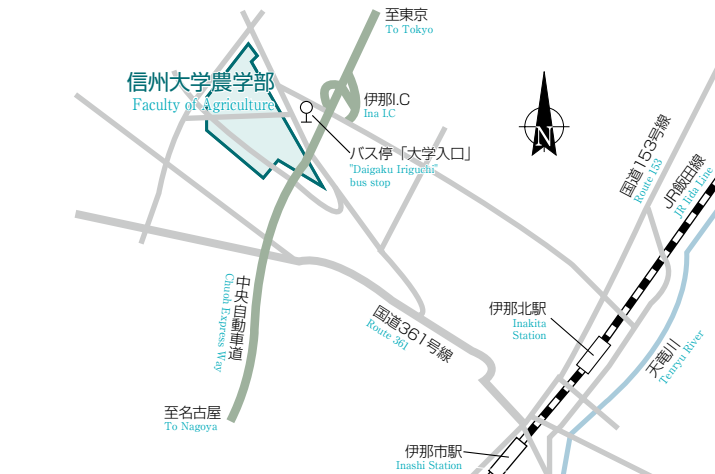 至東京
To Tokyo
信州大学農学部
Faculty of Agriculture
伊那I.C
Ina I.C
バス停「大学入口」
"Daigaku Iriguchi"
bus stop
N
国道153号線
Route 153
JR飯田線
JR Iida Line
中央自動車道
Chuoh Express Way
国道361号線
Route 361
伊那北駅
Inakita
Station
天竜川
Tenryu River
至名古屋
To Nagoya
伊那市駅
Inashi Station